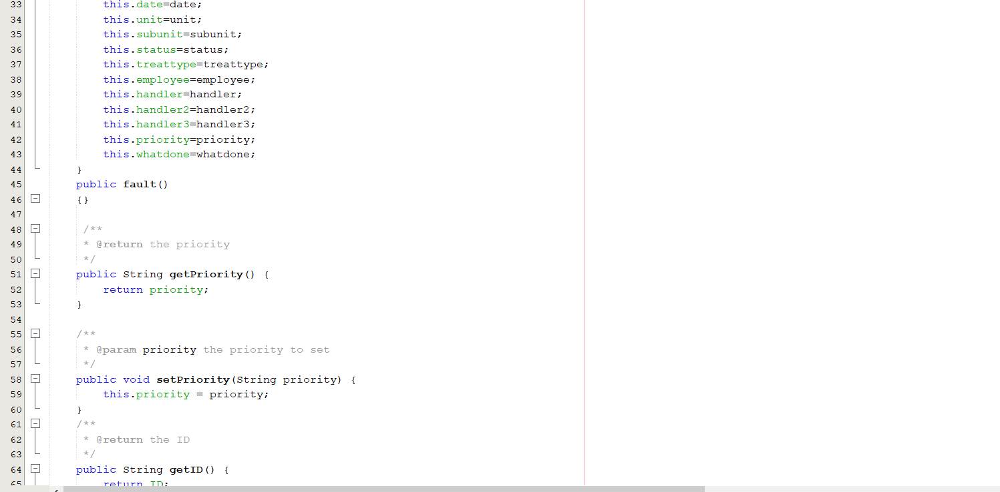 33 this.date=date;
34 this.unit=unit;
35 this.subunit=subunit;
36 this.status=status;
37 this.treattype=treattype;
38 this.employee=employee;
39 this.handler=handler;
40 this.handler2=handler2;
41 this.handler3=handler3;
42 this.priority=priority;
43 this.whatdone=whatdone;
44 }
45 public fault()
46 {}
47
48 /**
49 * @return the priority
50 */
51 public String getPriority() {
52 return priority;
53 }
54
55 /**
56 * @param priority the priority to set
57 */
58 public void setPriority(String priority) {
59 this.priority = priority;
60 }
61 /**
62 * @return the ID
63 */
64 public String getID() {
65 return ID;